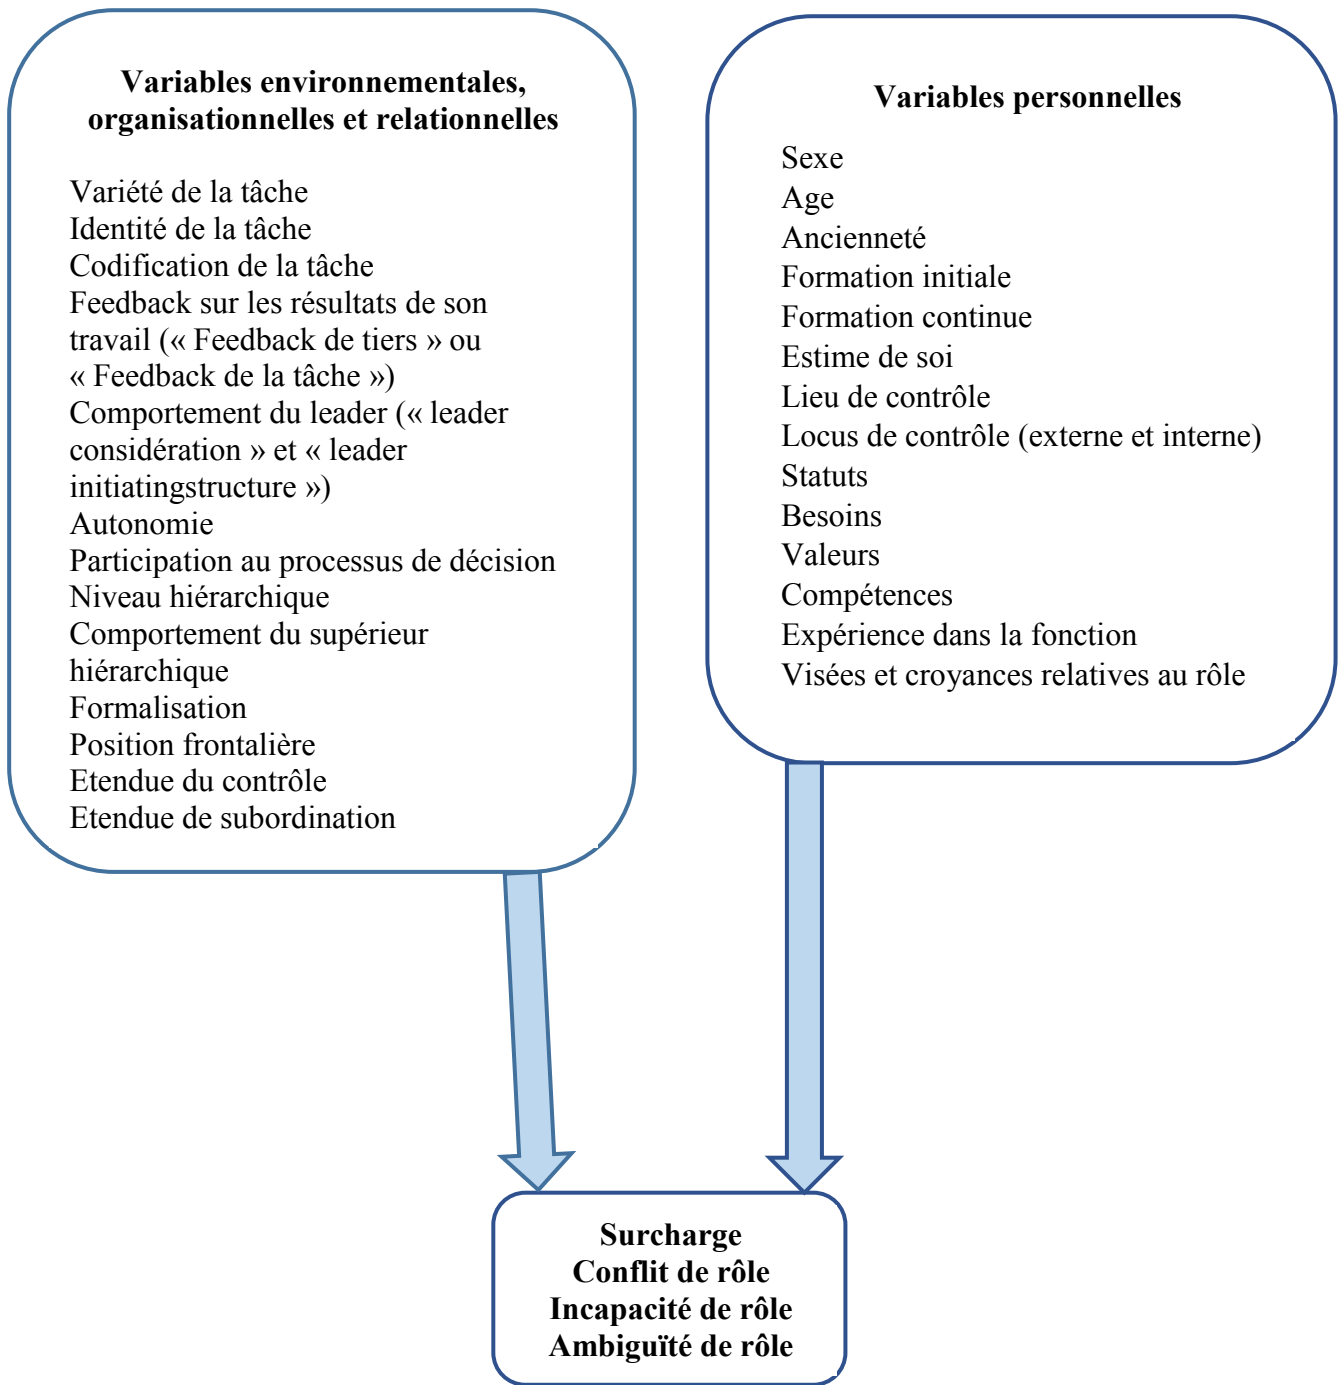 Variables environnementales,
organisationnelles et relationnelles
Variété de la tâche
Identité de la tâche
Codification de la tâche
Feedback sur les résultats de son
travail (« Feedback de tiers » ou
« Feedback de la tâche »)
Comportement du leader (« leader
considération » et « leader
initiatingstructure »)
Autonomie
Participation au processus de décision
Niveau hiérarchique
Comportement du supérieur
hiérarchique
Formalisation
Position frontalière
Etendue du contrôle
Etendue de subordination
Variables personnelles
Sexe
Age
Ancienneté
Formation initiale
Formation continue
Estime de soi
Lieu de contrôle
Locus de contrôle (externe et interne)
Statuts
Besoins
Valeurs
Compétences
Expérience dans la fonction
Visées et croyances relatives au rôle
Surcharge
Conflit de rôle
Incapacité de rôle
Ambiguïté de rôle